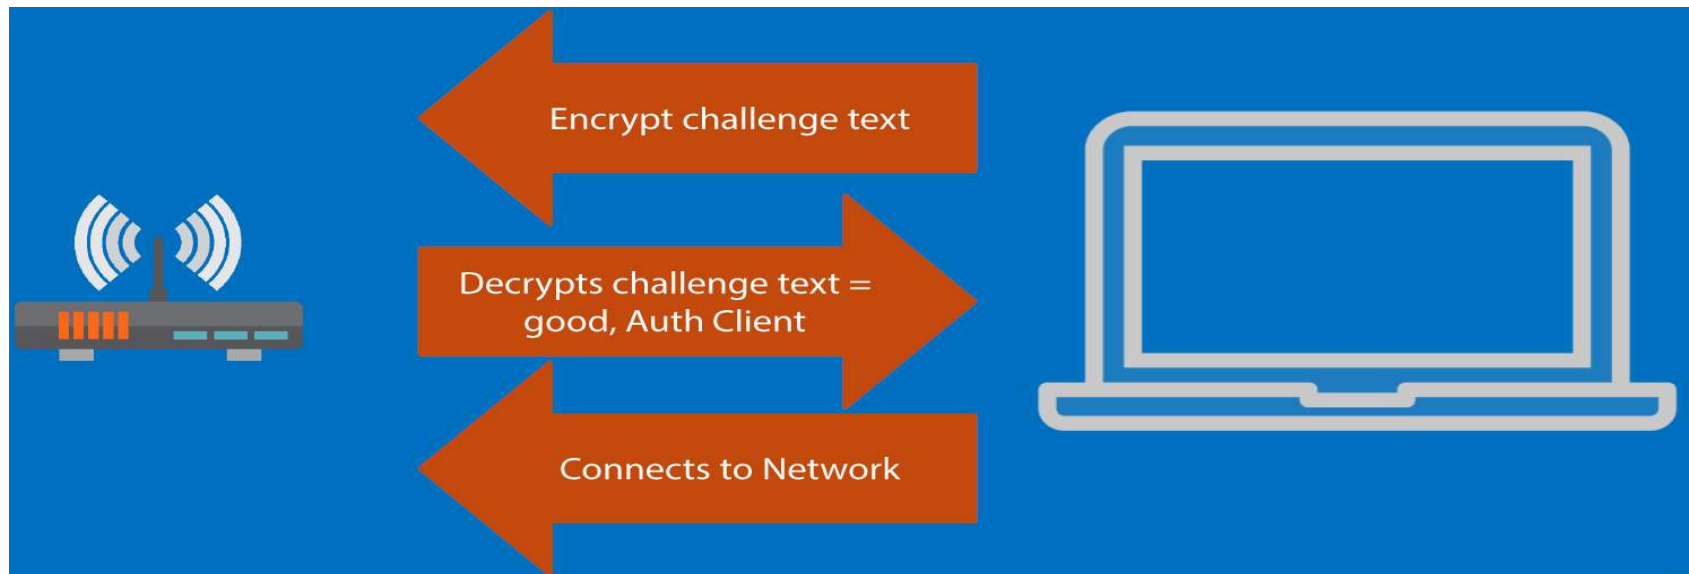 Encrypt challenge text
Decrypts challenge text =
good, Auth Client
Connects to Network